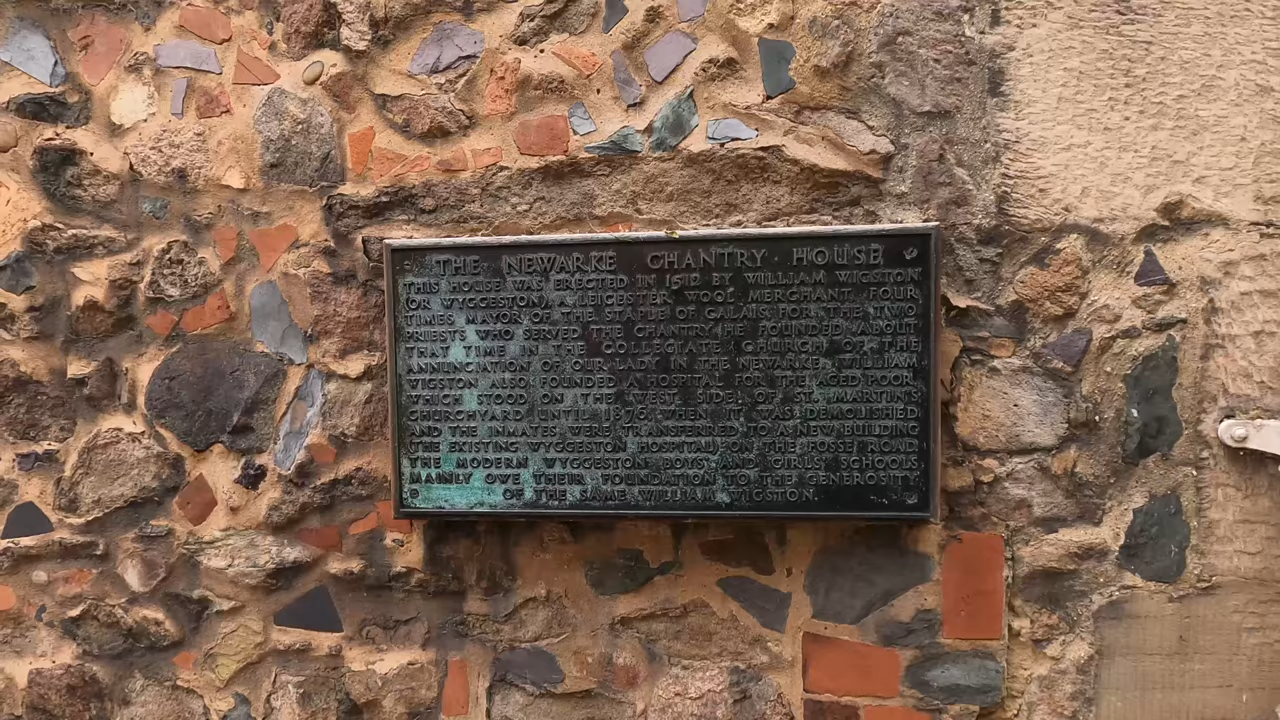 THE NEWARKE CHANTRY HOUSE
THIS HOUSE WAS ERECTED IN 1512 BY WILLIAM WIGSTON
(OR WYGGESTON), A LEICESTER WOOL MERCHANT, FOUR
TIMES MAYOR OF THE STAPLE OF CALAIS, FOR THE TWO
PRIESTS WHO SERVED THE CHANTRY HE FOUNDED ABOUT
THAT TIME IN THE COLLEGIATE CHURCH OF THE
ANNUNCIATION OF OUR LADY IN THE NEWARKE. WILLIAM
WIGSTON ALSO FOUNDED A HOSPITAL FOR THE AGED POOR,
WHICH STOOD ON THE WEST SIDE OF ST. MARTIN'S
CHURCHYARD UNTIL 1876, WHEN IT WAS DEMOLISHED
AND THE INMATES WERE TRANSFERRED TO A NEW BUILDING
(THE EXISTING WYGGESTON HOSPITAL) ON THE FOSSE ROAD.
THE MODERN WYGGESTON BOYS' AND GIRLS' SCHOOLS
MAINLY OWE THEIR FOUNDATION TO THE GENEROSITY
OF THE SAME WILLIAM WIGSTON.